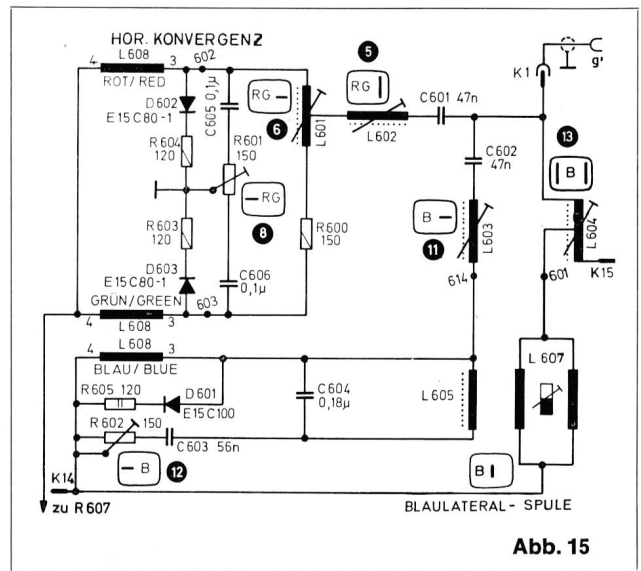 HOR. KONVERGENZ
4 L608 3 602
ROT/RED
D602
E15C80-1
C605 0,1µ
R604
120
R601
150
RG
6
L601
5
RG
L602
C601 47n
K1
g'
C602
47n
13
B
RG
8
R603
120
D603
E15C80-1
R600
150
B
11
L603
L604
K15
614
601
C606
0,1µ
GRÜN/GREEN 603
4 L608 3
4 L608 3
BLAU/BLUE
R605 120
D601
E15C100
C604
0,18µ
L605
L607
R602 150
C603 56n
B
12
B
K14
zu R607
BLAULATERAL-SPULE
Abb. 15